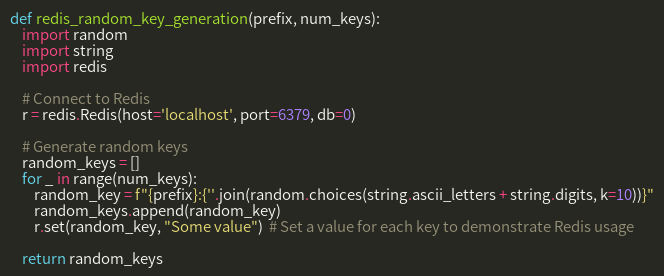 def redis_random_key_generation(prefix, num_keys):
    import random
    import string
    import redis

    # Connect to Redis
    r = redis.Redis(host='localhost', port=6379, db=0)

    # Generate random keys
    random_keys = []
    for _ in range(num_keys):
        random_key = f"{prefix}:{''.join(random.choices(string.ascii_letters + string.digits, k=10))}"
        random_keys.append(random_key)
        r.set(random_key, "Some value")  # Set a value for each key to demonstrate Redis usage

    return random_keys